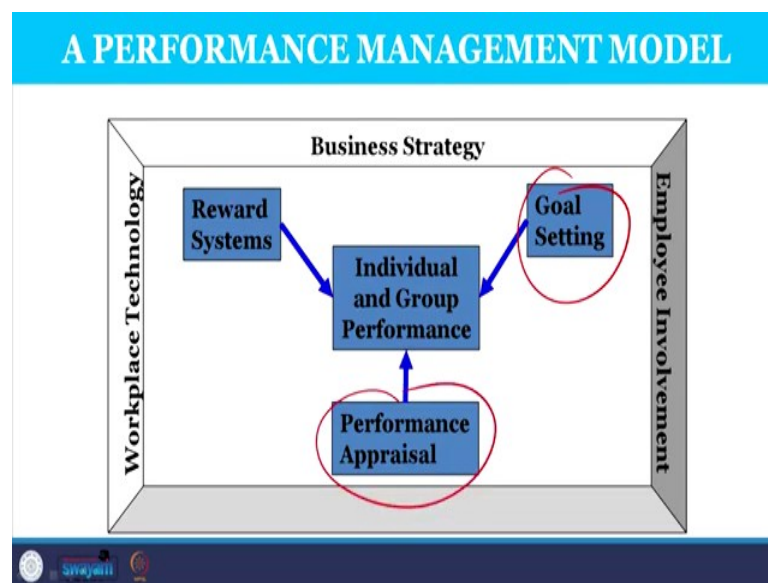 A PERFORMANCE MANAGEMENT MODEL
Business Strategy
Workplace Technology
Reward
Systems
Goal
Setting
Employee Involvement
Individual
and Group
Performance
Performance
Appraisal
swayam